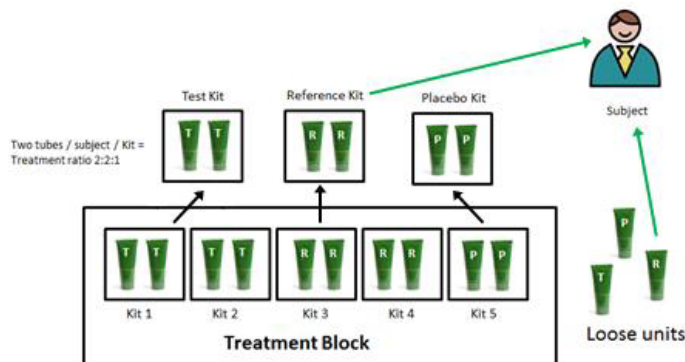 Test Kit
Reference Kit
Placebo Kit
Subject
Two tubes / subject / Kit =
Treatment ratio 2:2:1
T T
R R
P P
T T
T T
R R
R R
P P
Kit 1
Kit 2
Kit 3
Kit 4
Kit 5
Treatment Block
P
T
R
Loose units